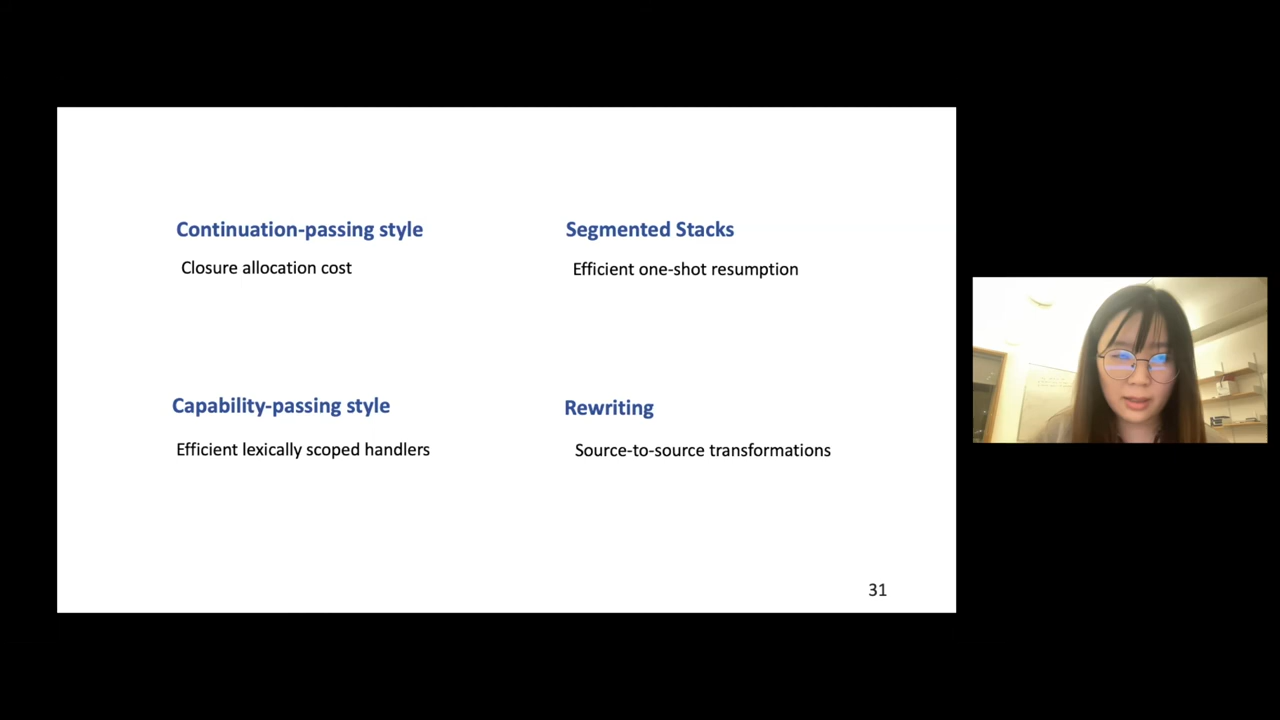 Continuation-passing style
Closure allocation cost
Segmented Stacks
Efficient one-shot resumption
Capability-passing style
Efficient lexically scoped handlers
Rewriting
Source-to-source transformations
31